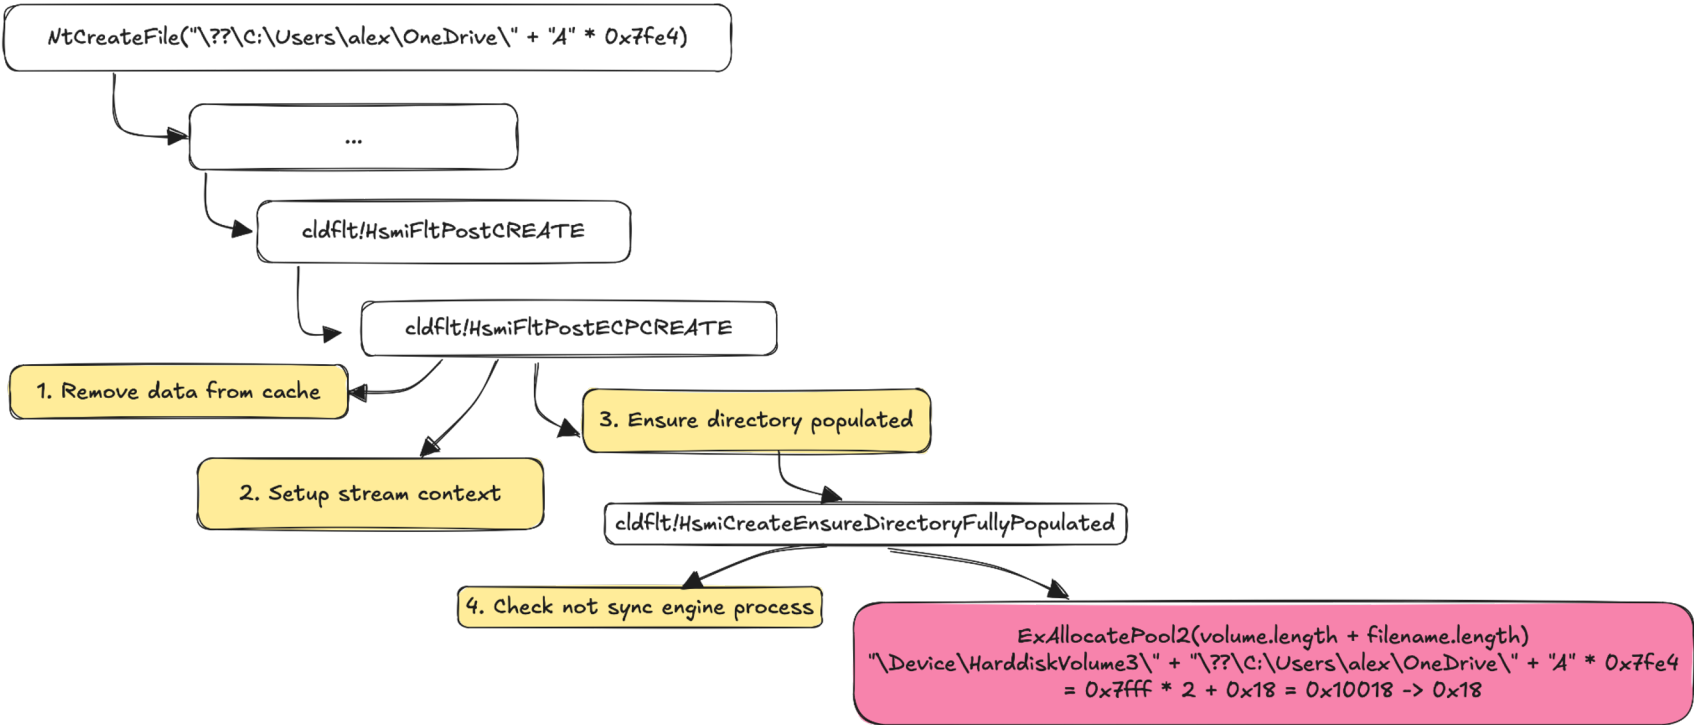 NtCreateFile("\??\C:\Users\alex\OneDrive\" + "A" * 0x7fe4)
...
cldflt!HsmiFltPostCREATE
cldflt!HsmiFltPostECPCREATE
1. Remove data from cache
3. Ensure directory populated
2. Setup stream context
cldflt!HsmiCreateEnsureDirectoryFullyPopulated
4. Check not sync engine process
ExAllocatePool2(volume.length + filename.length)
"\Device\HarddiskVolume3\" + "\??\C:\Users\alex\OneDrive\" + "A" * 0x7fe4
= 0x7fff * 2 + 0x18 = 0x10018 -> 0x18